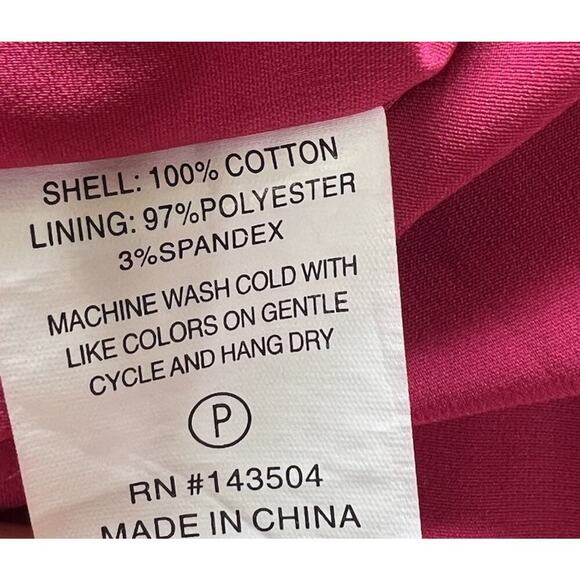 SHELL: 100% COTTON
LINING: 97%POLYESTER
3%SPANDEX
MACHINE WASH COLD WITH
LIKE COLORS ON GENTLE
CYCLE AND HANG DRY
P
RN #143504
MADE IN CHINA